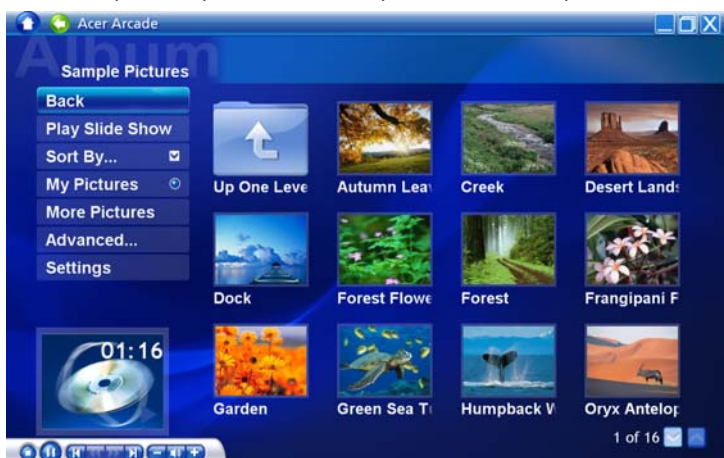 Acer Arcade
Album
Sample Pictures
Back
Play Slide Show
Sort By...
My Pictures
More Pictures
Advanced...
Settings
01:16
Up One Leve
Autumn Leav
Creek
Desert Lands
Dock
Forest Flowe
Forest
Frangipani F
Garden
Green Sea T
Humpback W
Oryx Antelop
1 of 16